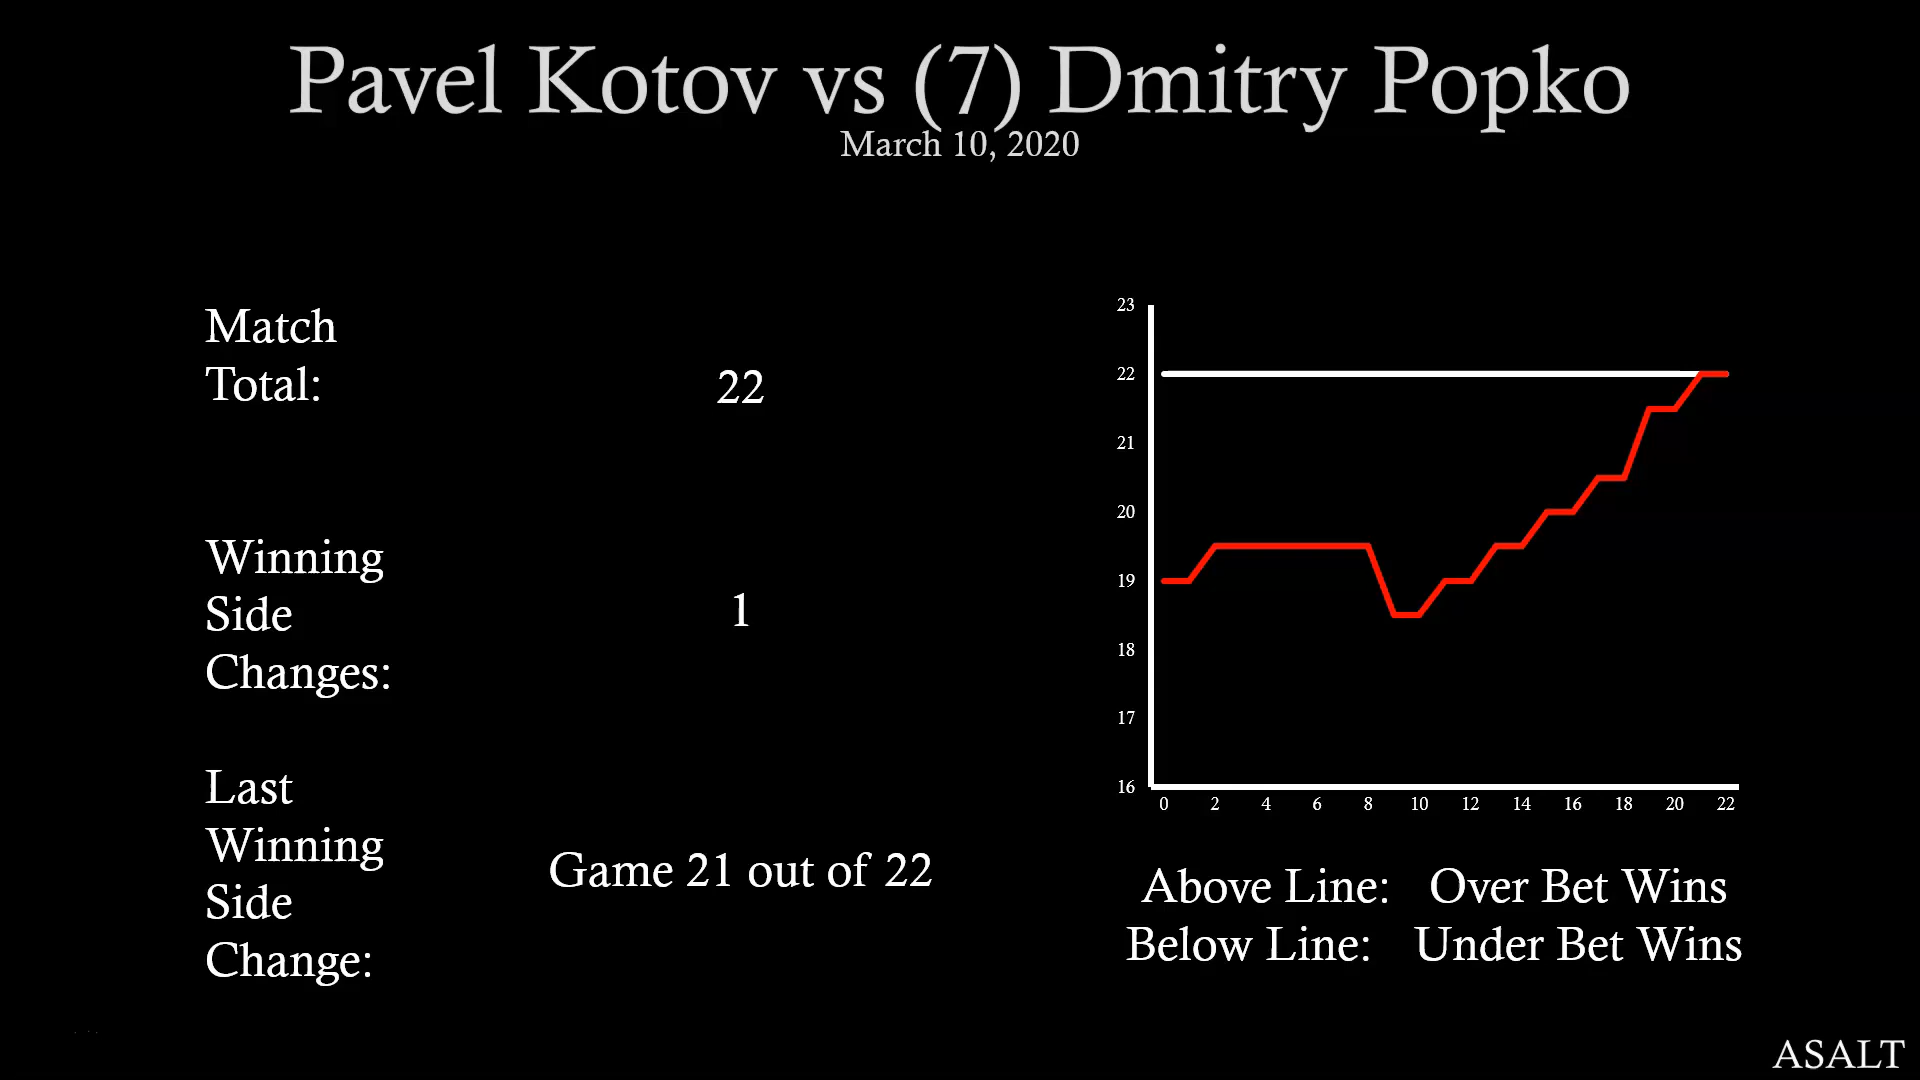 Pavel Kotov vs (7) Dmitry Popko
March 10, 2020
Match
Total:
22
Winning
Side
Changes:
1
Last
Winning
Side
Change:
Game 21 out of 22
23
22
21
20
19
18
17
16
0 2 4 6 8 10 12 14 16 18 20 22
Above Line: Over Bet Wins
Below Line: Under Bet Wins
ASALT